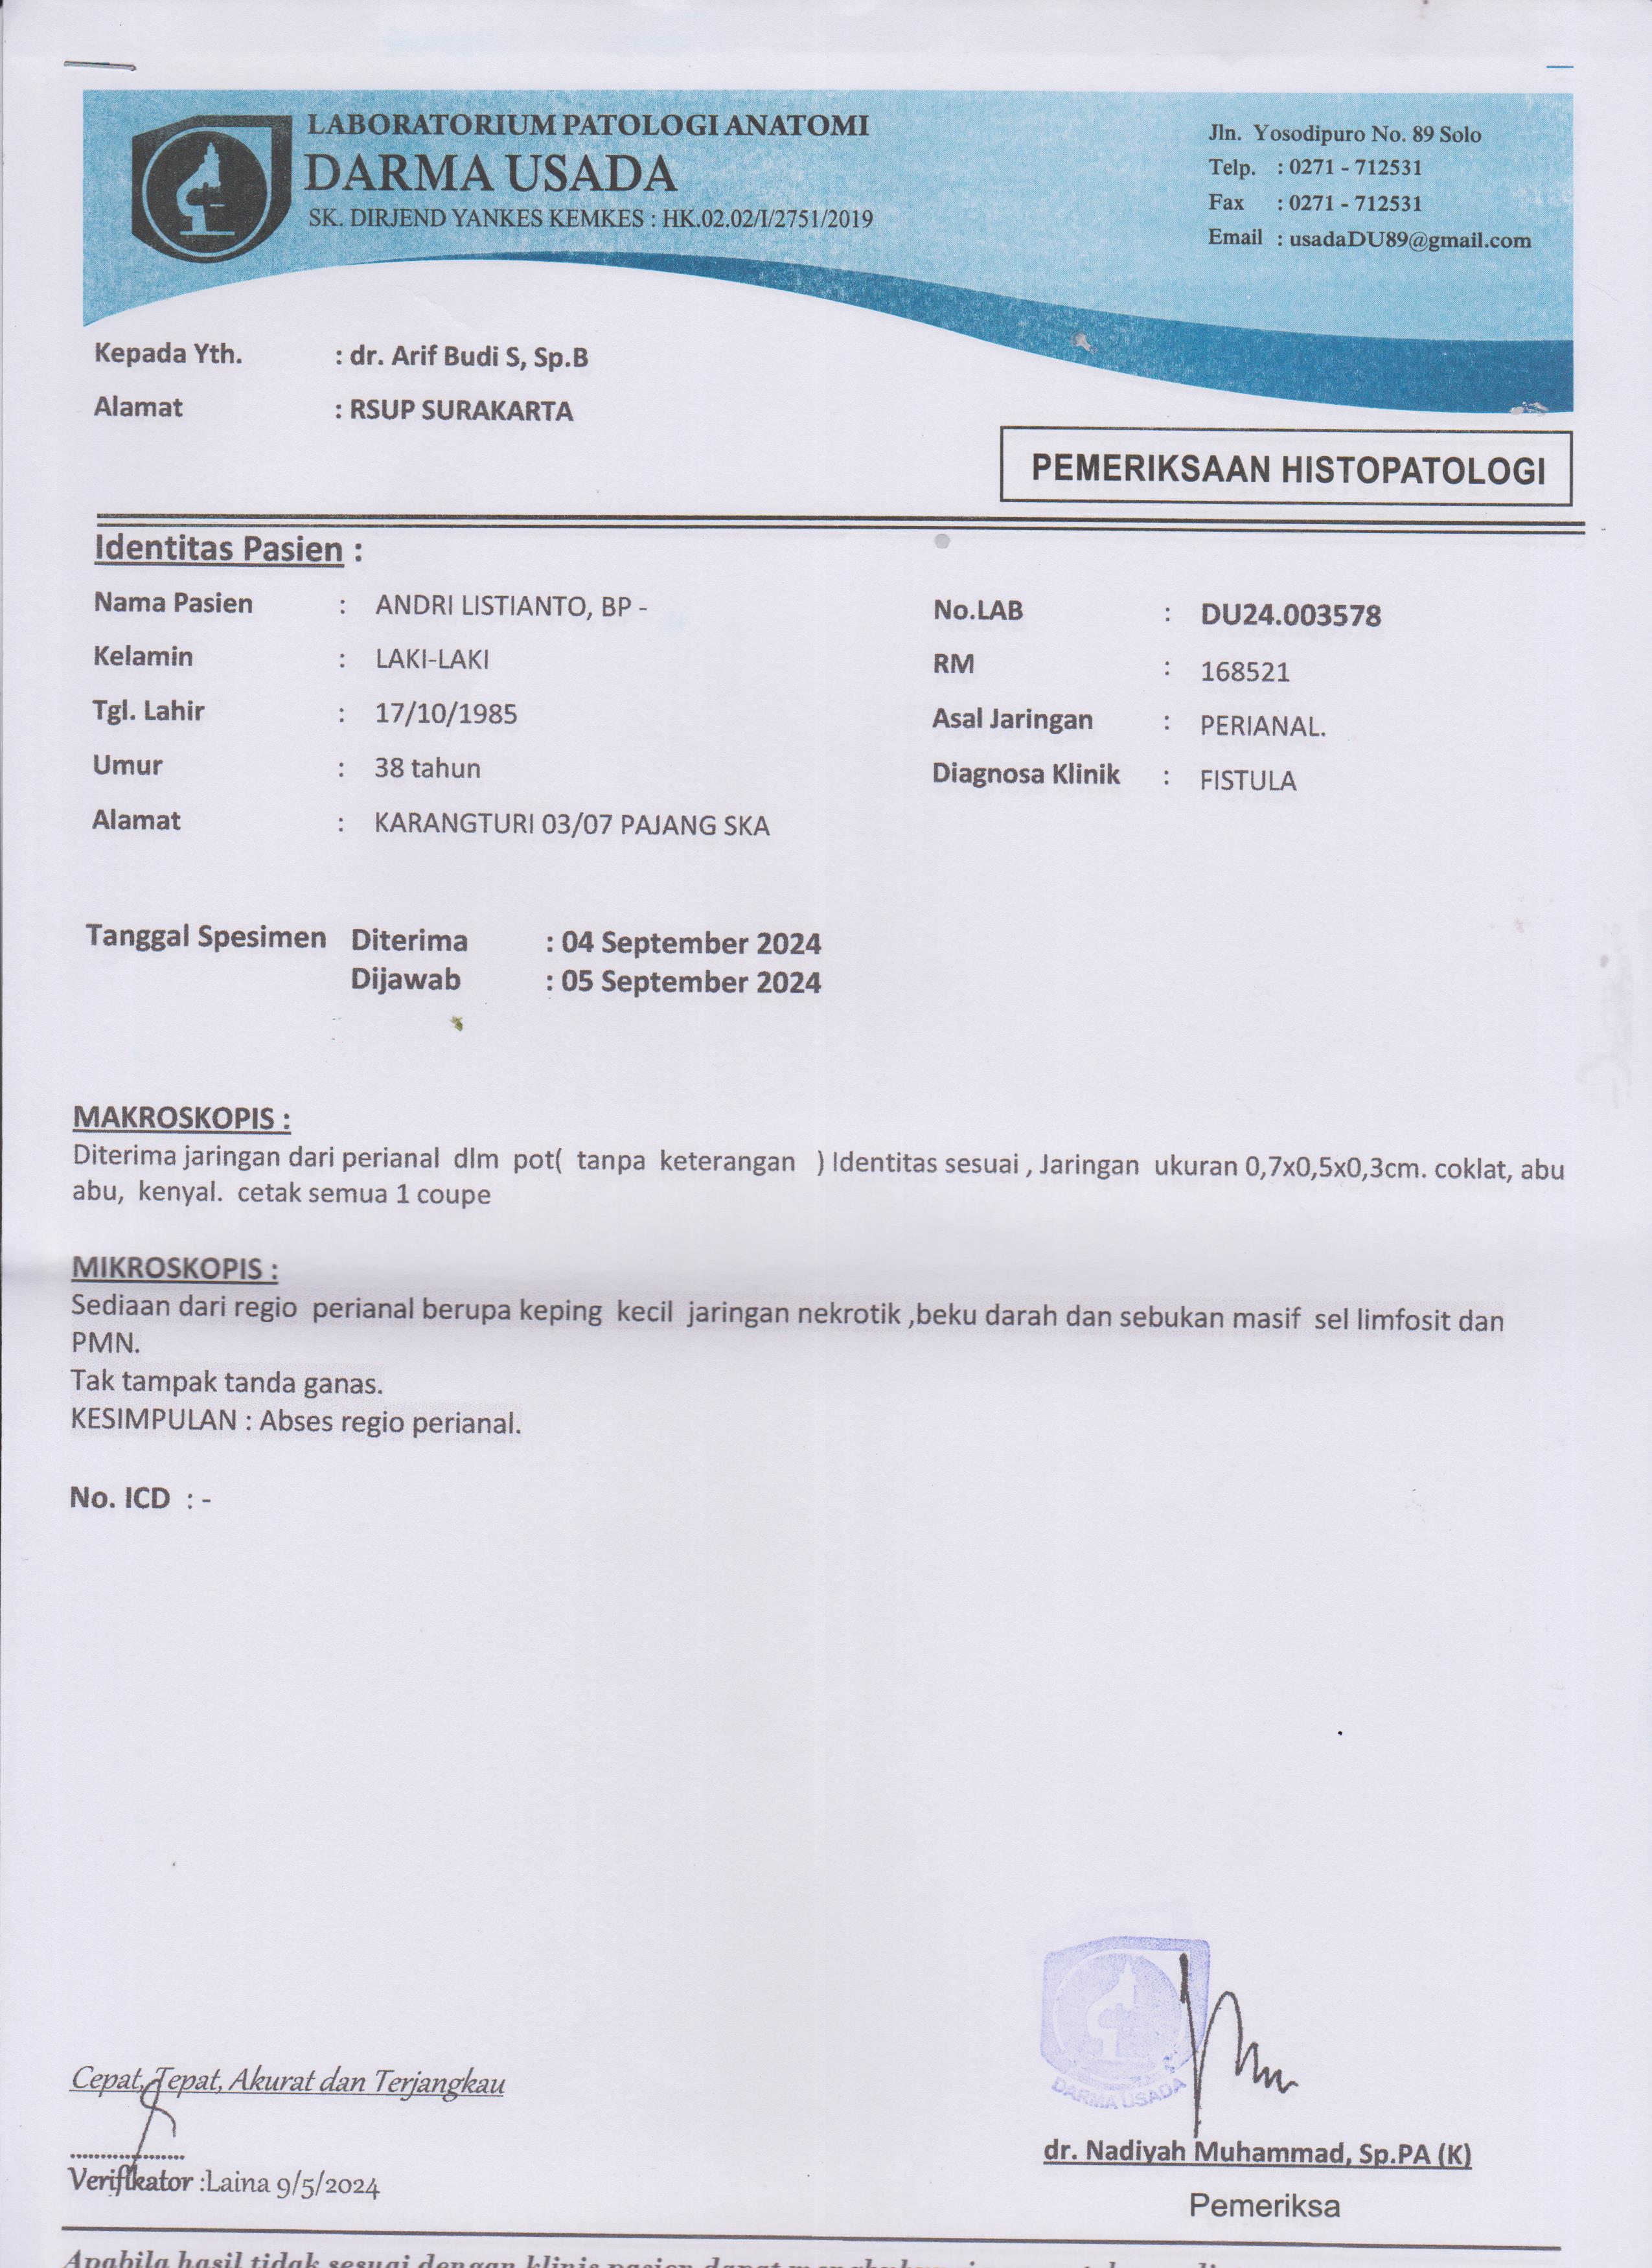 LABORATORIUM PATOLOGI ANATOMI
DARMA USADA
SK. DIRJEND YANKES KEMKES : HK.02.02/I/2751/2019
Jln. Yosodipuro No. 89 Solo
Telp. : 0271 - 712531
Fax : 0271 - 712531
Email : usadaDU89@gmail.com
Kepada Yth. : dr. Arif Budi S, Sp.B
Alamat : RSUP SURAKARTA
PEMERIKSAAN HISTOPATOLOGI
Identitas Pasien :
Nama Pasien : ANDRI LISTIANTO, BP -
Kelamin : LAKI-LAKI
Tgl. Lahir : 17/10/1985
Umur : 38 tahun
Alamat : KARANGTURI 03/07 PAJANG SKA
No.LAB : DU24.003578
RM : 168521
Asal Jaringan : PERIANAL.
Diagnosa Klinik : FISTULA
Tanggal Spesimen Diterima : 04 September 2024
Dijawab : 05 September 2024
MAKROSKOPIS :
Diterima jaringan dari perianal dlm pot( tanpa keterangan ) Identitas sesuai , Jaringan ukuran 0,7x0,5x0,3cm. coklat, abu
abu, kenyal. cetak semua 1 coupe
MIKROSKOPIS :
Sediaan dari regio perianal berupa keping kecil jaringan nekrotik ,beku darah dan sebukan masif sel limfosit dan
PMN.
Tak tampak tanda ganas.
KESIMPULAN : Abses regio perianal.
No. ICD : -
DARMA USADA
Cepat, Tepat, Akurat dan Terjangkau
Verifikator :Laina 9/5/2024
dr. Nadiyah Muhammad, Sp.PA (K)
Pemeriksa
Apabila hasil tidak sesuai dengan klinis pasien dapat